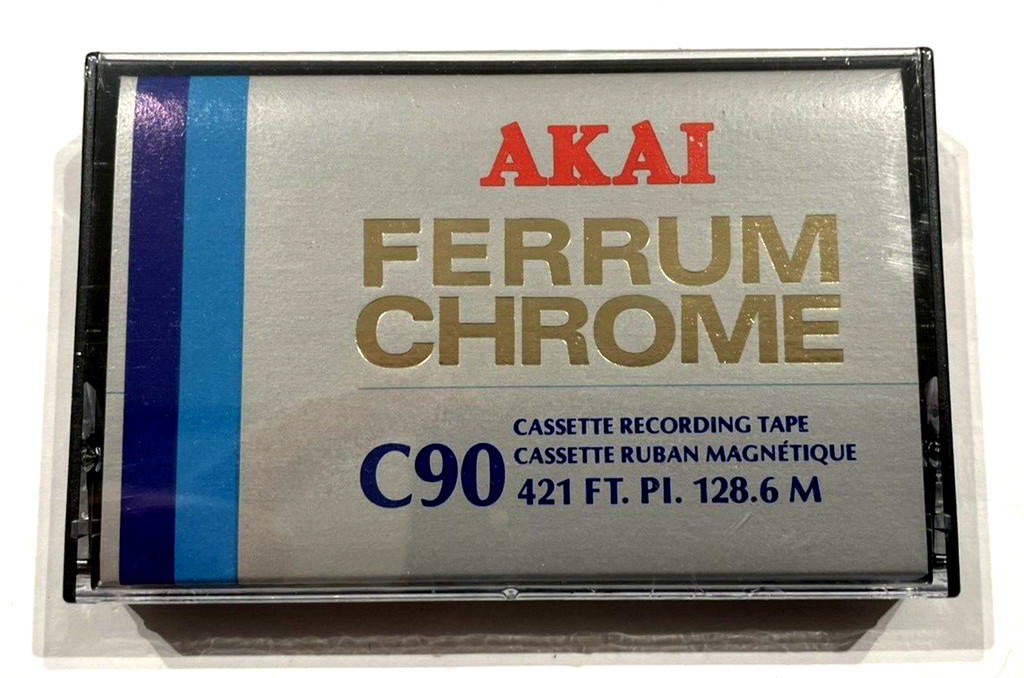 AKAI
FERRUM
CHROME
C90
CASSETTE RECORDING TAPE
CASSETTE RUBAN MAGNÉTIQUE
421 FT. PI. 128.6 M